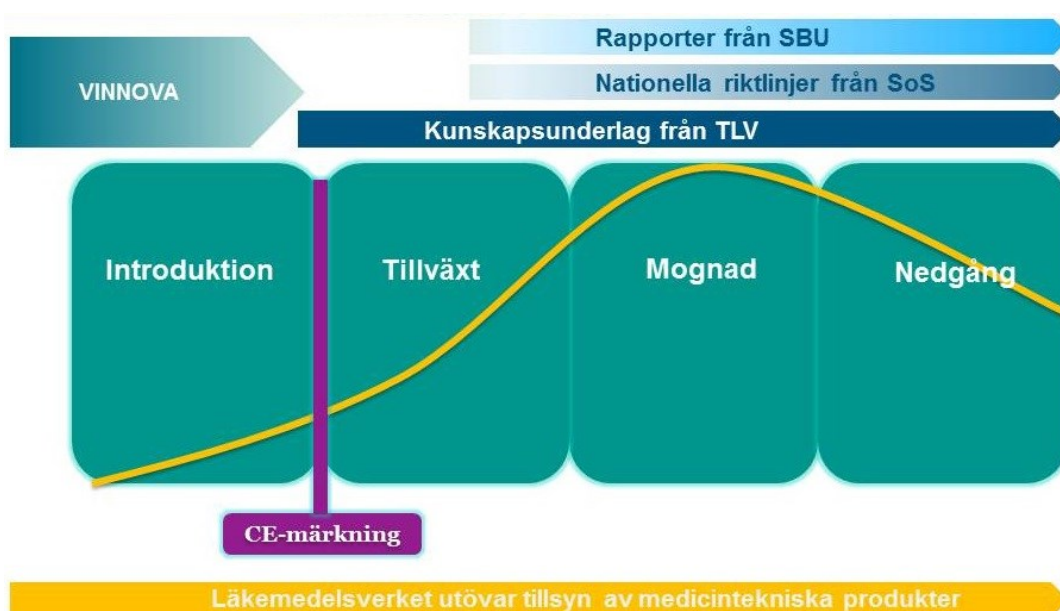 Rapporter från SBU
VINNOVA
Nationella riktlinjer från SoS
Kunskapsunderlag från TLV
Introduktion
Tillväxt
Mognad
Nedgång
CE-märkning
Läkemedelsverket utövar tillsyn av medicintekniska produkter